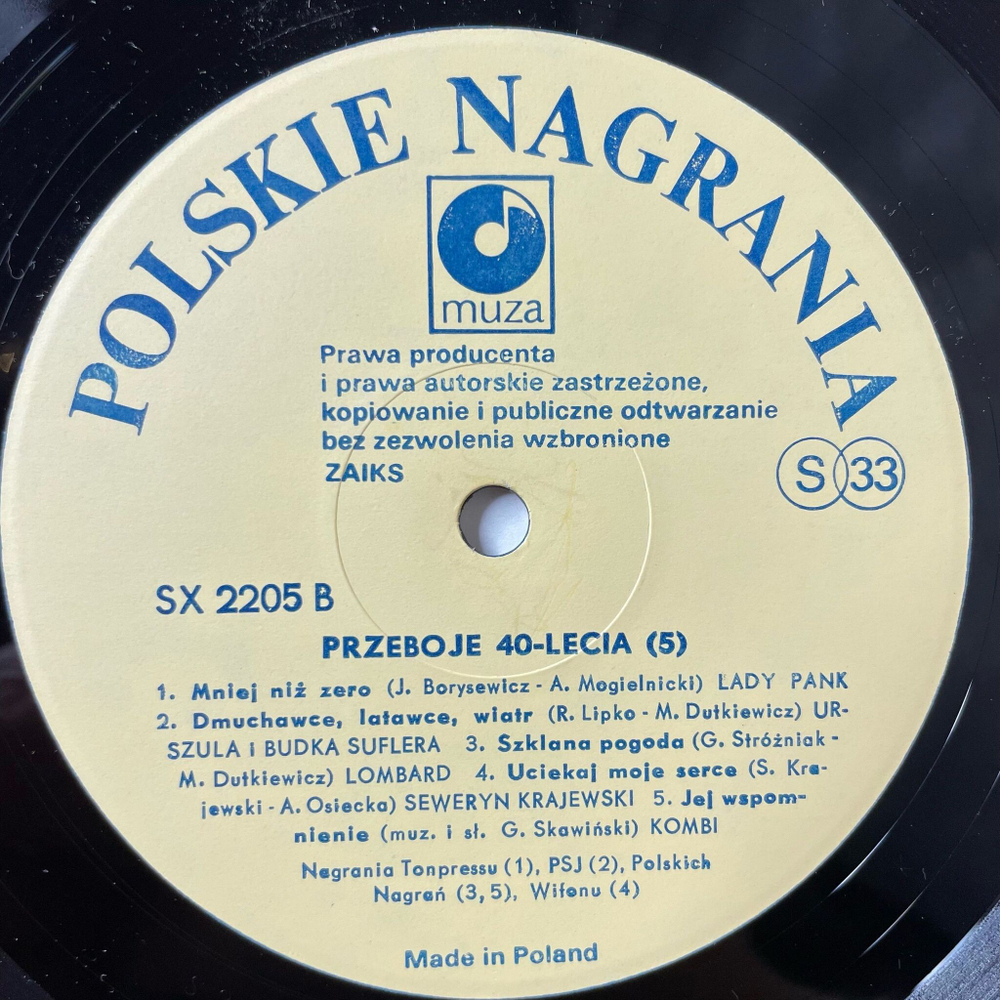 POLSKIE NAGRANIA
muza
Prawa producenta
i prawa autorskie zastrzeżone,
kopiowanie i publiczne odtwarzanie
bez zezwolenia wzbronione
ZAIKS
S 33
SX 2205 B
PRZEBOJE 40-LECIA (5)
1. Mniej niż zero (J. Borysewicz - A. Mogielnicki) LADY PANK
2. Dmuchawce, latawce, wiatr (R. Lipko - M. Dutkiewicz) UR-
SZULA i BUDKA SUFLERA 3. Szklana pogoda (G. Stróżniak -
M. Dutkiewicz) LOMBARD 4. Uciekaj moje serce (S. Kra-
jewski - A. Osiecka) SEWERYN KRAJEWSKI 5. Jej wspom-
nienie (muz. i sł. G. Skawiński) KOMBI
Nagrania Tonpressu (1), PSJ (2), Polskich
Nagrań (3, 5), Wifonu (4)
Made in Poland